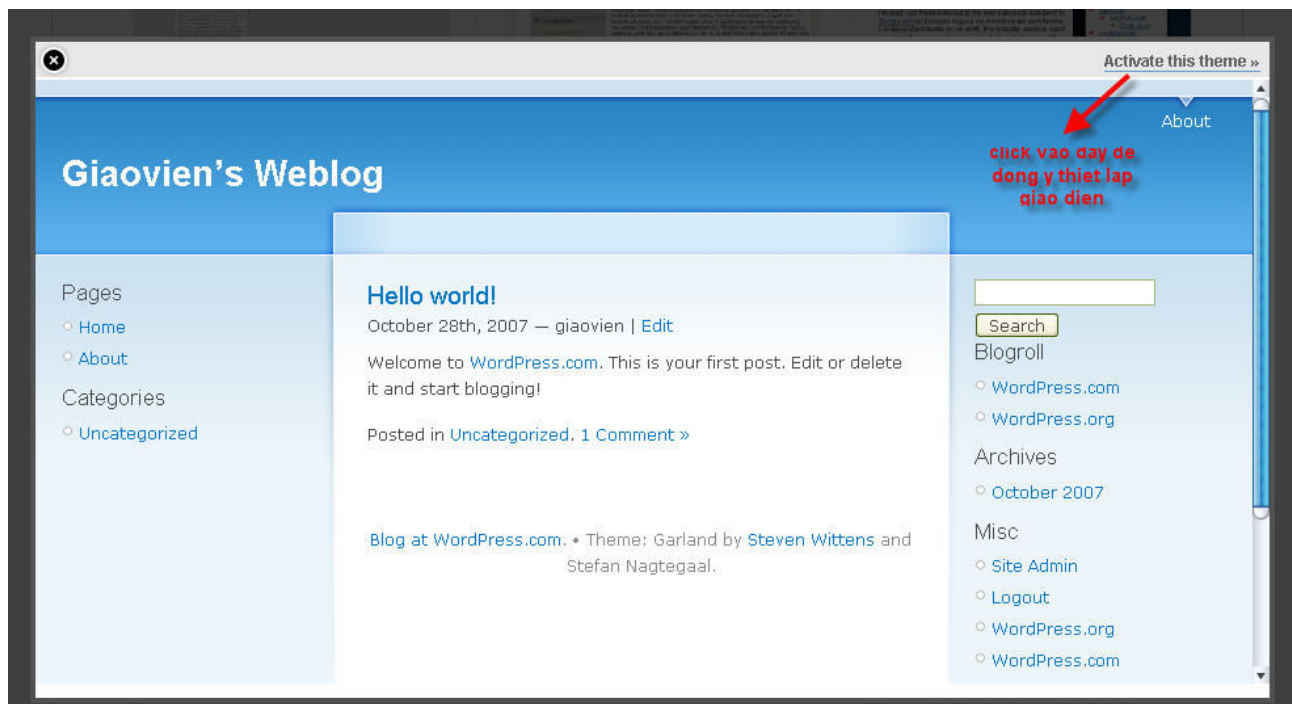 Activate this theme »
About
click vao day de
dong y thiet lap
giao dien
Giaovien's Weblog
Pages
Home
About
Categories
Uncategorized
Hello world!
October 28th, 2007 — giaovien | Edit
Welcome to WordPress.com. This is your first post. Edit or delete
it and start blogging!
Posted in Uncategorized. 1 Comment »
Blog at WordPress.com. • Theme: Garland by Steven Wittens and
Stefan Nagtegaal.
Search
Blogroll
WordPress.com
WordPress.org
Archives
October 2007
Misc
Site Admin
Logout
WordPress.org
WordPress.com